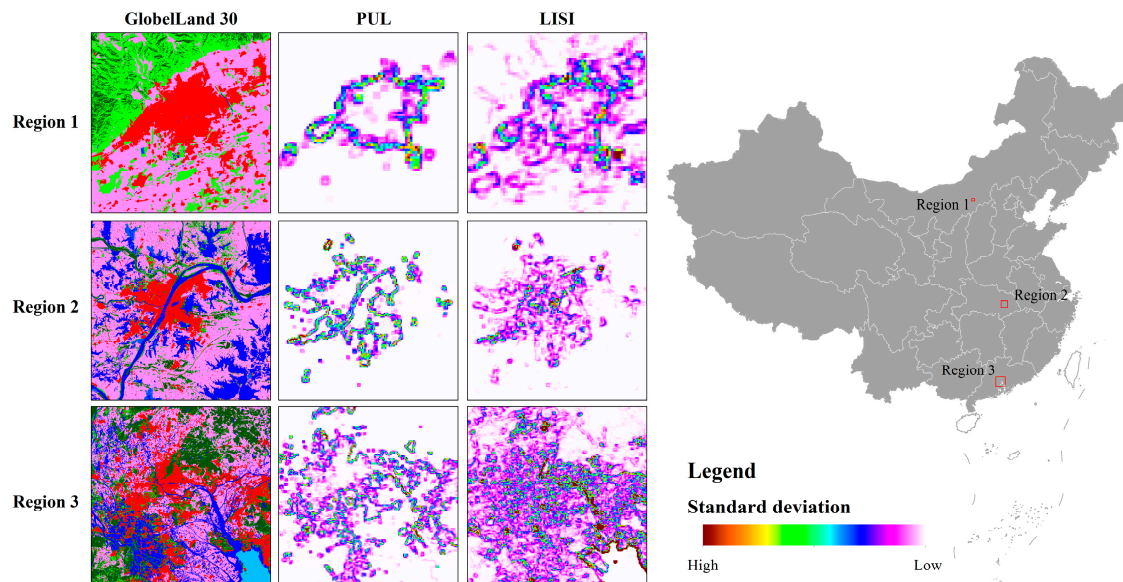 GlobelLand 30 PUL LISI
Region 1
Region 2
Region 3
Region 1
Region 2
Region 3
Legend
Standard deviation
High Low